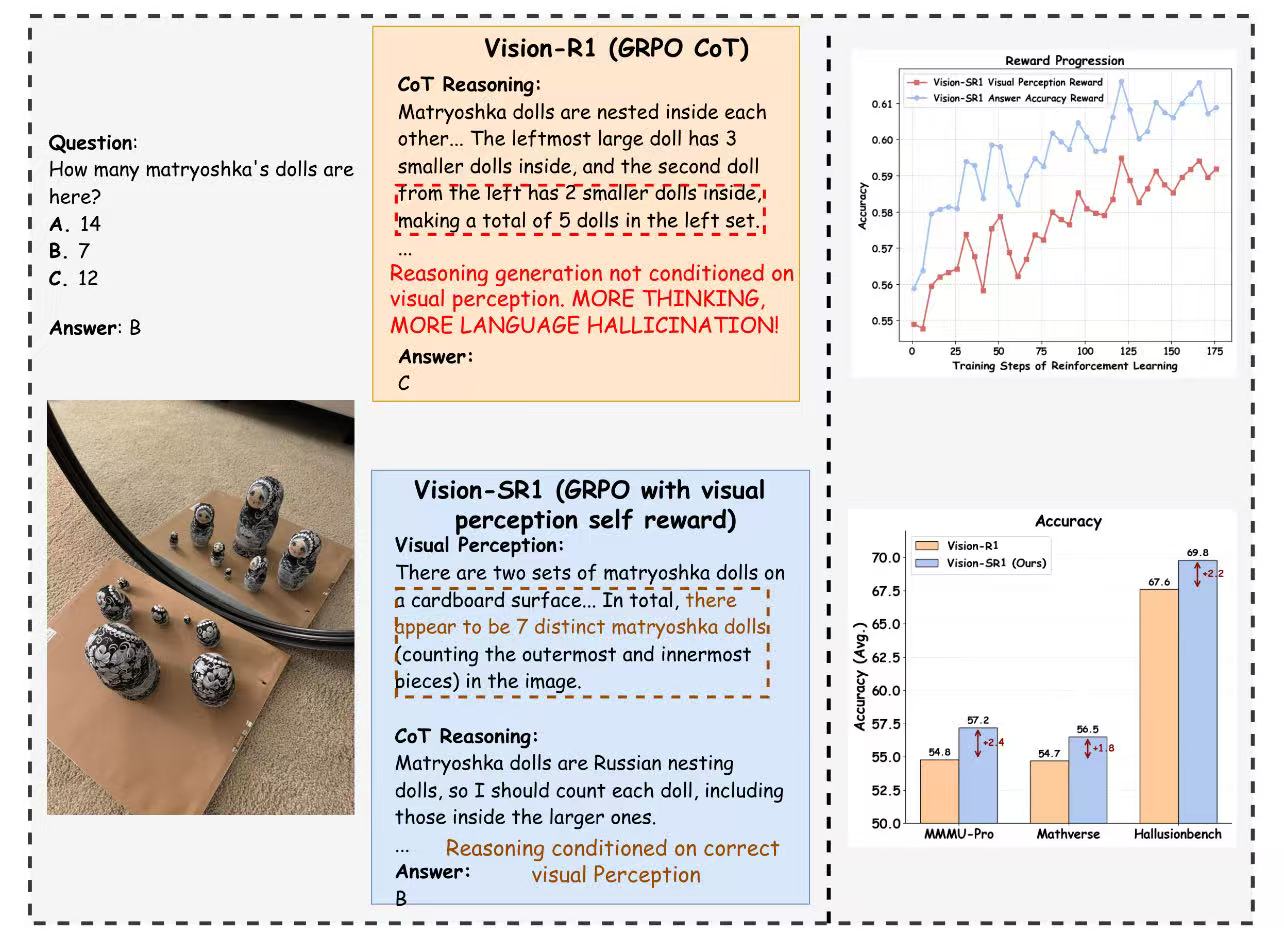 Question:
How many matryoshka's dolls are
here?
A. 14
B. 7
C. 12
Answer: B
Vision-R1 (GRPO CoT)
CoT Reasoning:
Matryoshka dolls are nested inside each
other... The leftmost large doll has 3
smaller dolls inside, and the second doll
from the left has 2 smaller dolls inside,
making a total of 5 dolls in the left set.
...
Reasoning generation not conditioned on
visual perception. MORE THINKING,
MORE LANGUAGE HALLICINATION!
Answer:
C
Vision-SR1 (GRPO with visual
perception self reward)
Visual Perception:
There are two sets of matryoshka dolls on
a cardboard surface... In total, there
appear to be 7 distinct matryoshka dolls
(counting the outermost and innermost
pieces) in the image.
CoT Reasoning:
Matryoshka dolls are Russian nesting
dolls, so I should count each doll, including
those inside the larger ones.
...
Reasoning conditioned on correct
visual Perception
Answer:
B
Reward Progression
Vision-SR1 Visual Perception Reward
Vision-SR1 Answer Accuracy Reward
0.61
0.60
0.59
0.58
0.57
0.56
0.55
Accuracy
0 25 50 75 100 125 150 175
Training Steps of Reinforcement Learning
Accuracy
Vision-R1
Vision-SR1 (Ours)
70.0
67.5
65.0
62.5
60.0
57.5
55.0
52.5
50.0
Accuracy (Avg.)
54.8 57.2 +2.4
54.7 56.5 +1.8
67.6 69.8 +2.2
MMMU-Pro Mathverse Hallusionbench